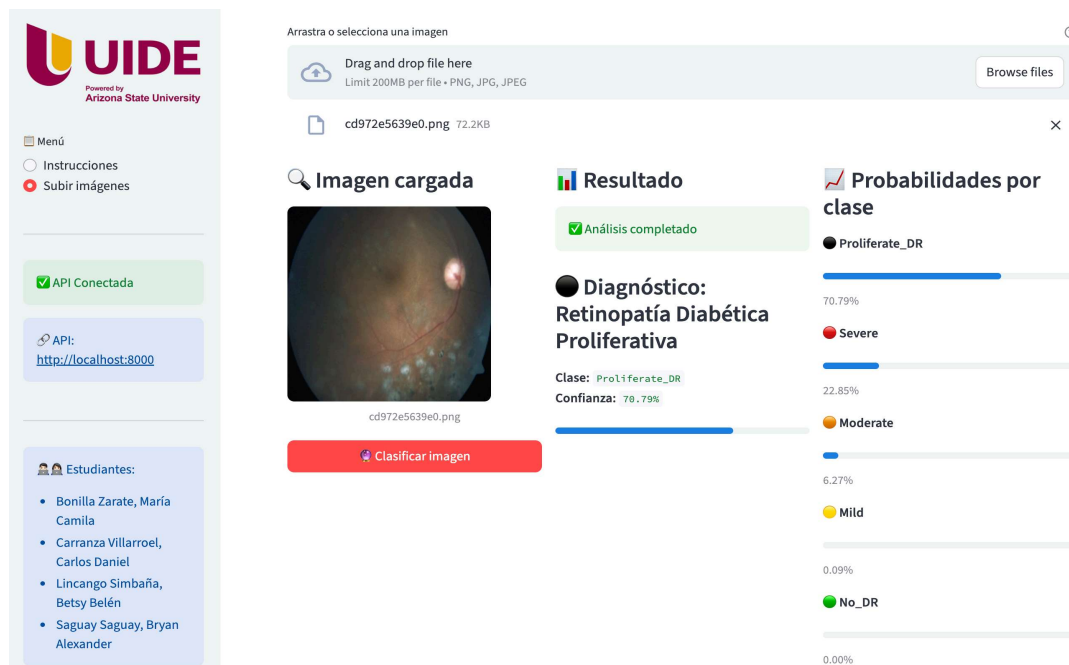 UIDE
Powered by
Arizona State University
Menú
Instrucciones
Subir imágenes
API Conectada
API:
http://localhost:8000
Estudiantes:
Bonilla Zarate, María
Camila
Carranza Villarroel,
Carlos Daniel
Lincango Simbaña,
Betsy Belén
Saguay Saguay, Bryan
Alexander
Arrastra o selecciona una imagen
Drag and drop file here
Limit 200MB per file • PNG, JPG, JPEG
Browse files
cd972e5639e0.png 72.2KB
Imagen cargada
cd972e5639e0.png
Clasificar imagen
Resultado
Análisis completado
Diagnóstico:
Retinopatía Diabética
Proliferativa
Clase: Proliferate_DR
Confianza: 70.79%
Probabilidades por
clase
Proliferate_DR
70.79%
Severe
22.85%
Moderate
6.27%
Mild
0.09%
No_DR
0.00%